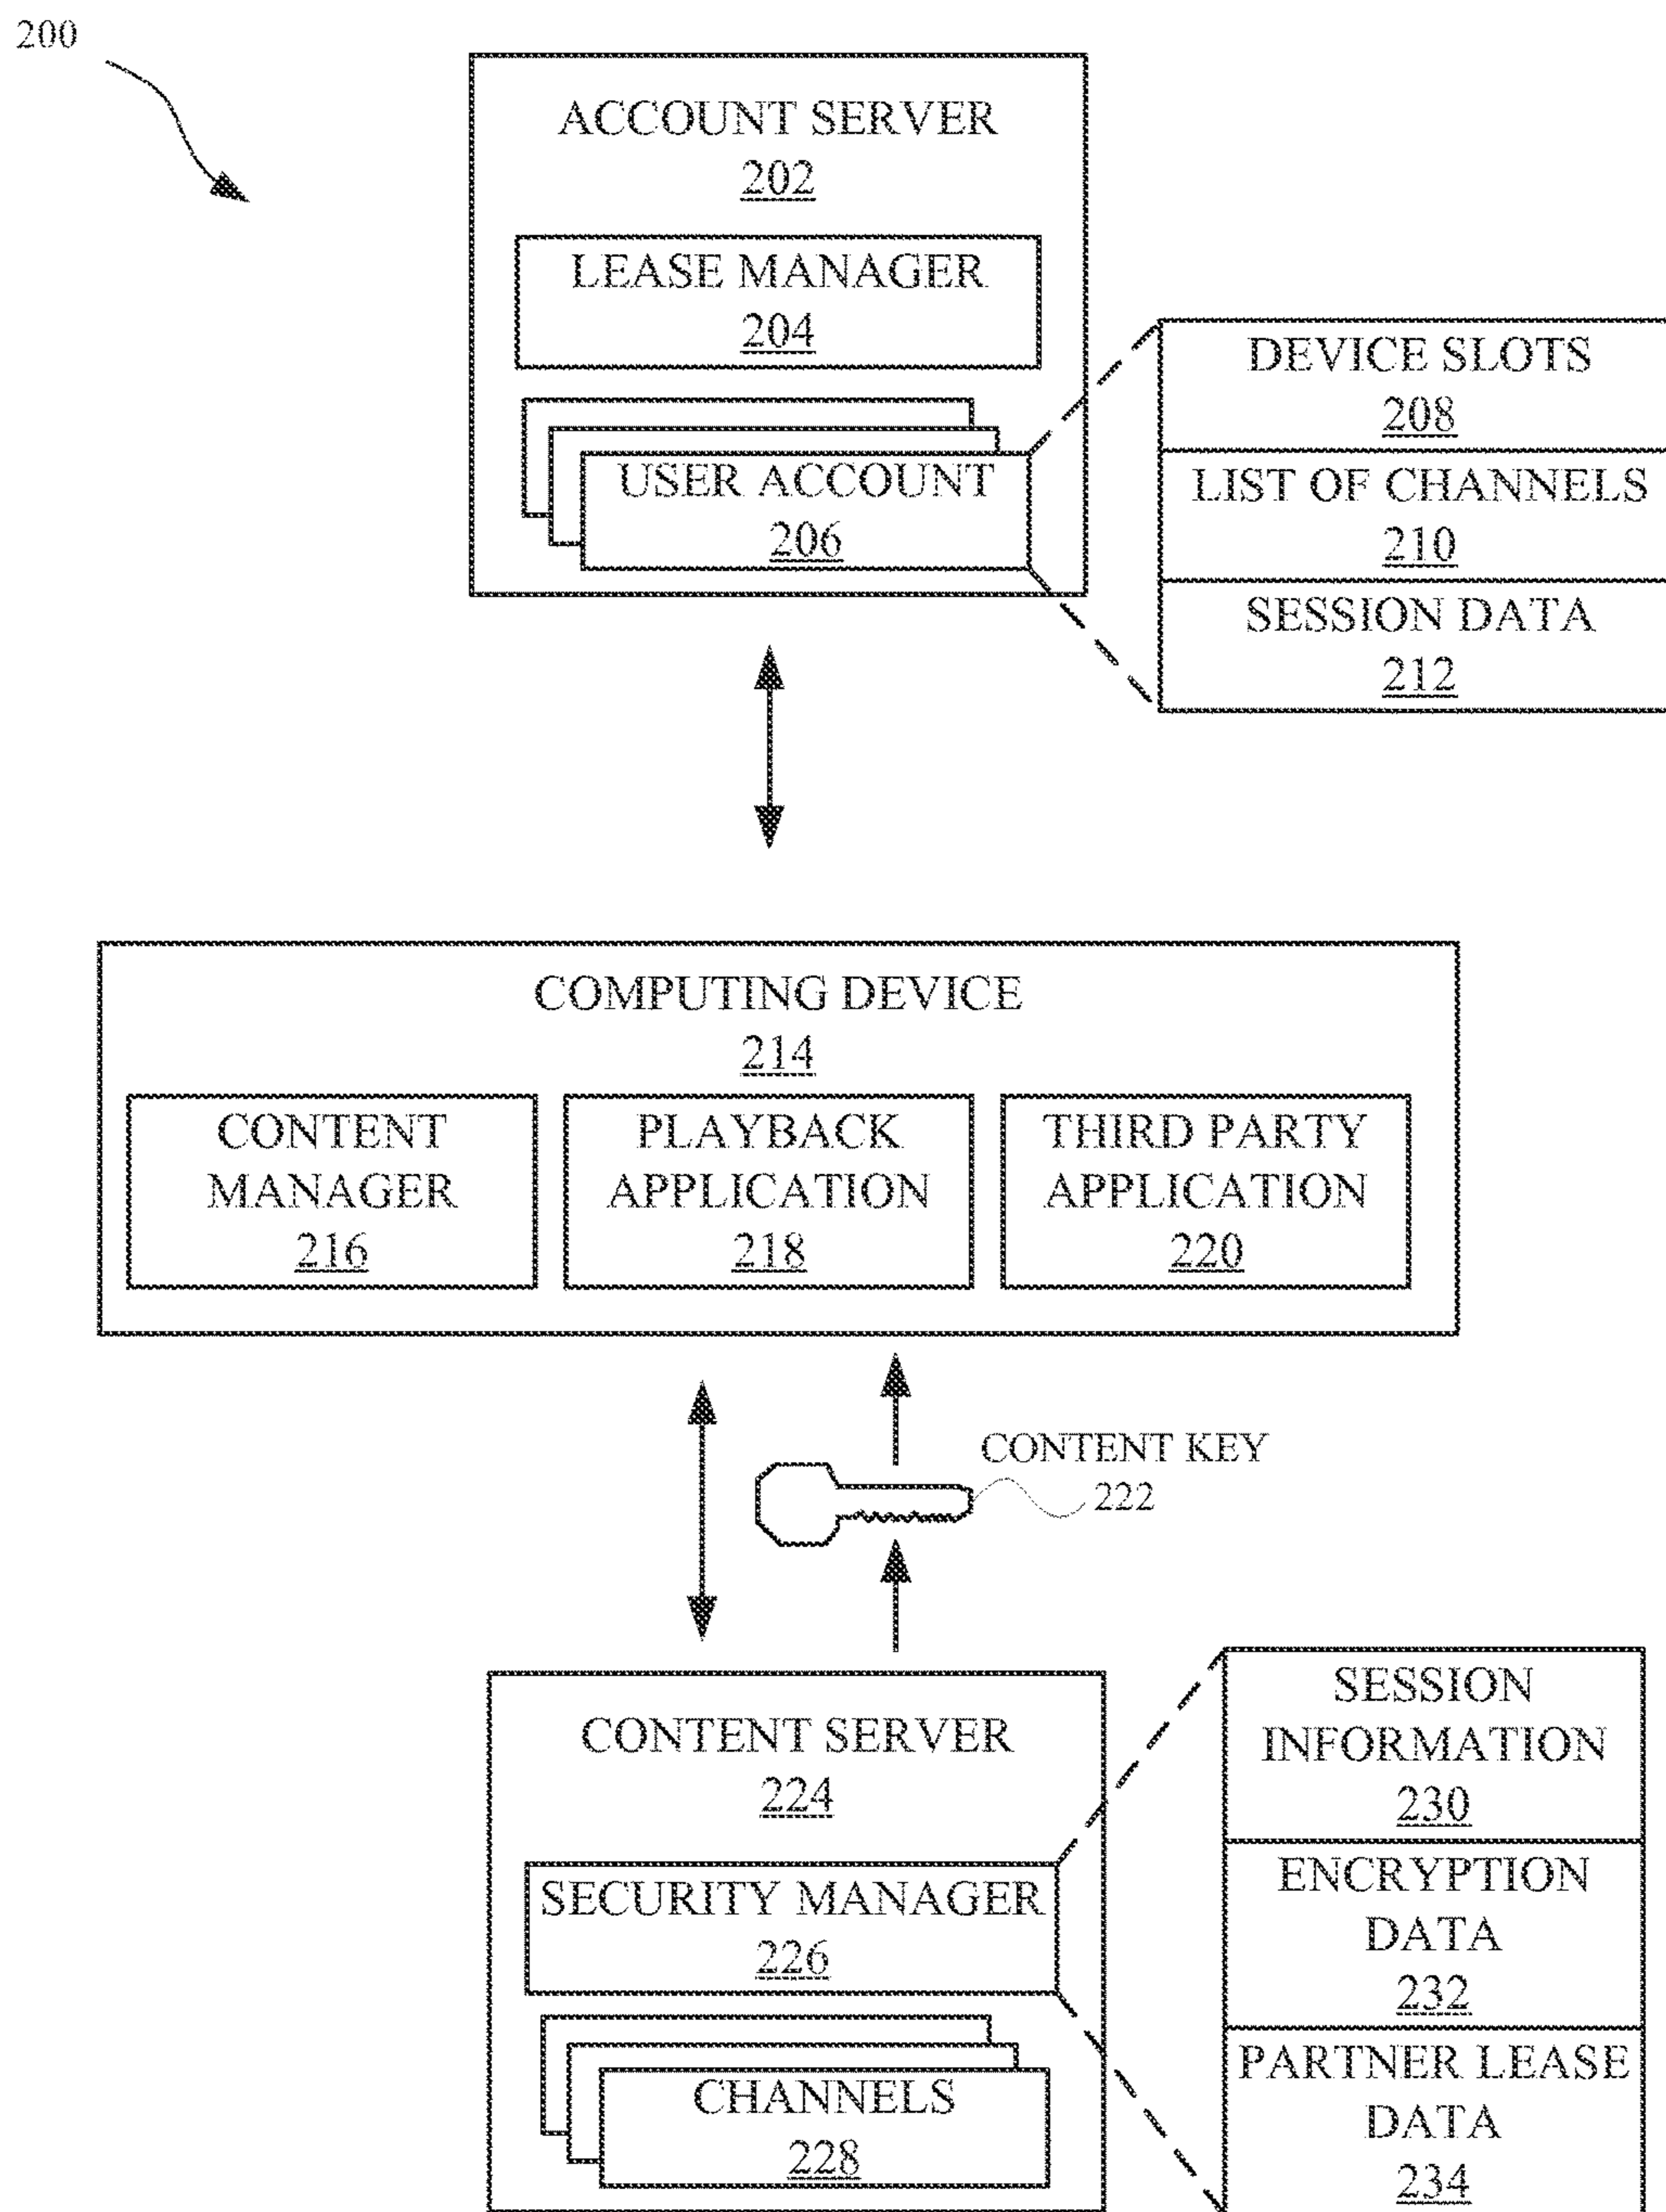 200
ACCOUNT SERVER
202
LEASE MANAGER
204
USER ACCOUNT
206
DEVICE SLOTS
208
LIST OF CHANNELS
210
SESSION DATA
212
COMPUTING DEVICE
214
CONTENT
MANAGER
216
PLAYBACK
APPLICATION
218
THIRD PARTY
APPLICATION
220
CONTENT KEY
222
CONTENT SERVER
224
SECURITY MANAGER
226
CHANNELS
228
SESSION
INFORMATION
230
ENCRYPTION
DATA
232
PARTNER LEASE
DATA
234